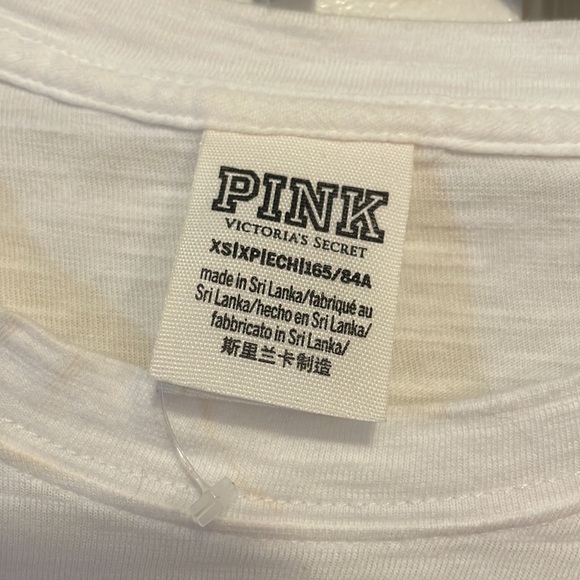 PINK
VICTORIA'S SECRET
XS|XP|ECH|165/84A
made in Sri Lanka/fabriqué au
Sri Lanka/hecho en Sri Lanka/
fabbricato in Sri Lanka/
斯里兰卡制造